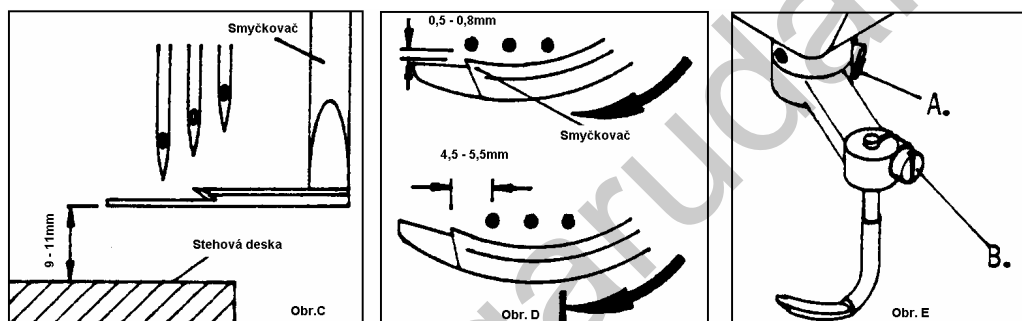 Smyčkovač
9 - 11mm
Stehová deska
Obr.C
0,5 - 0,8mm
Smyčkovač
4,5 - 5,5mm
Obr. D
A.
B.
Obr. E